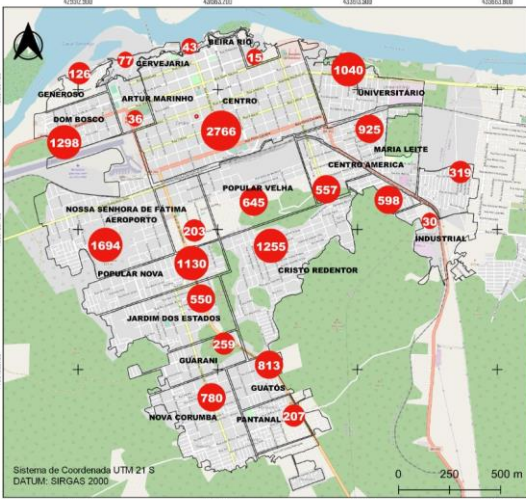 BEIRA RIO
43
15
77
CERVEJARIA
126
1040
GENEROSO
ARTUR MARINHO
CENTRO
UNIVERSITÁRIO
DOM BOSCO
36
2766
925
1298
MARIA LEITE
CENTRO AMERICA
319
POPULAR VELHA
557
598
645
NOSSA SENHORA DE FÁTIMA
AEROPORTO
203
30
INDUSTRIAL
1694
1255
1130
CRISTO REDENTOR
POPULAR NOVA
550
JARDIM DOS ESTADOS
259
GUARANI
813
GUATÓS
780
NOVA CORUMBA
PANTANAL
207
Sistema de Coordenada UTM 21 S
DATUM: SIRGAS 2000
0 250 500 m